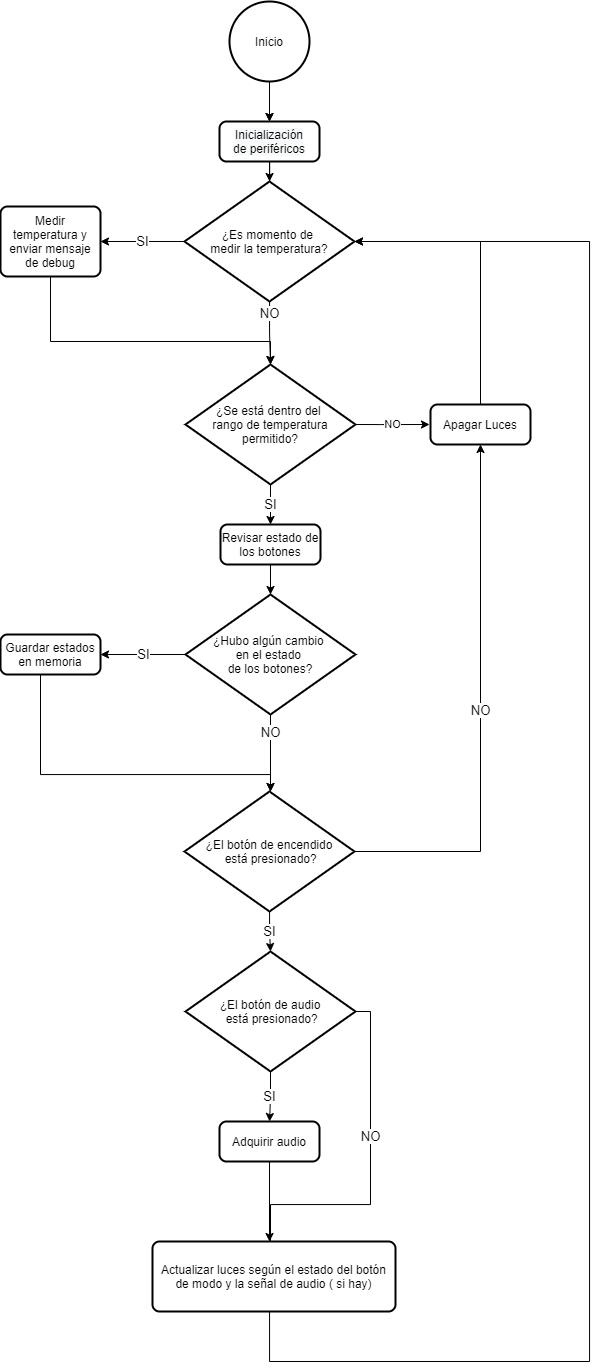 Inicio
Inicialización
de periféricos
¿Es momento de
medir la temperatura?
SI
Medir
temperatura y
enviar mensaje
de debug
NO
¿Se está dentro del
rango de temperatura
permitido?
NO
Apagar Luces
SI
Revisar estado de
los botones
¿Hubo algún cambio
en el estado
de los botones?
SI
Guardar estados
en memoria
NO
NO
¿El botón de encendido
está presionado?
SI
¿El botón de audio
está presionado?
SI
NO
Adquirir audio
Actualizar luces según el estado del botón
de modo y la señal de audio ( si hay)